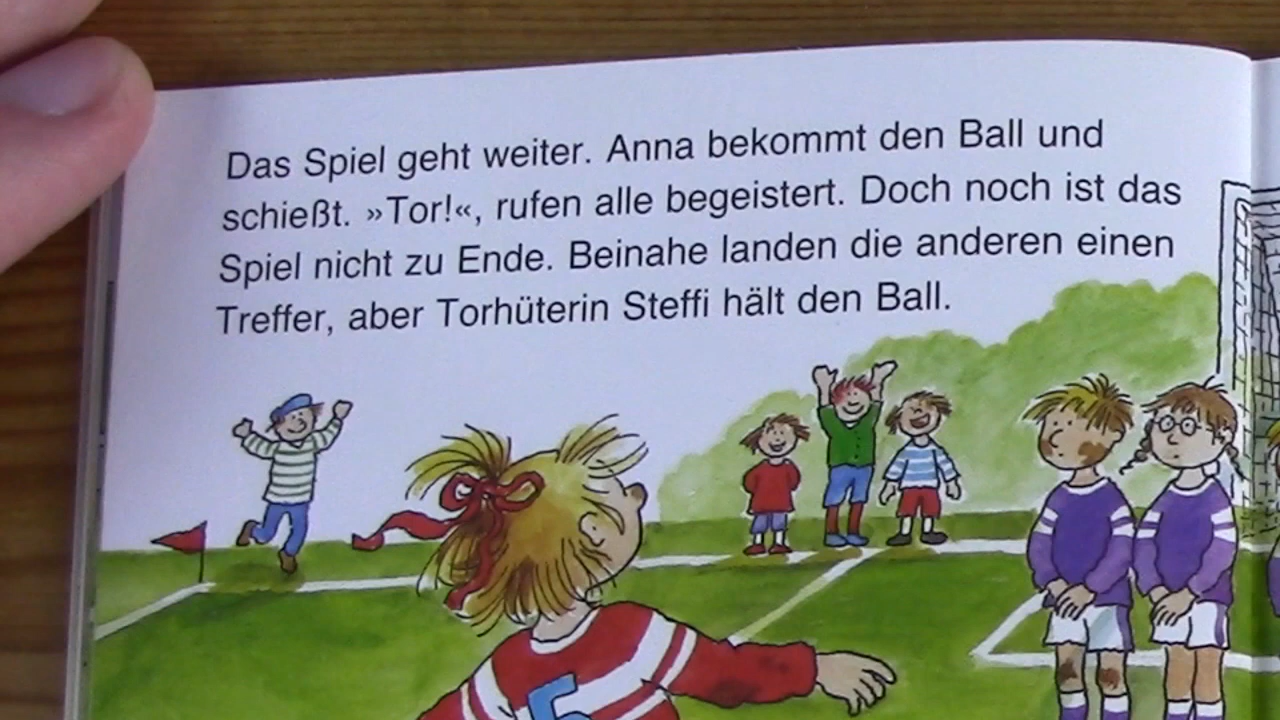 Das Spiel geht weiter. Anna bekommt den Ball und
schießt. »Tor!«, rufen alle begeistert. Doch noch ist das
Spiel nicht zu Ende. Beinahe landen die anderen einen
Treffer, aber Torhüterin Steffi hält den Ball.
5